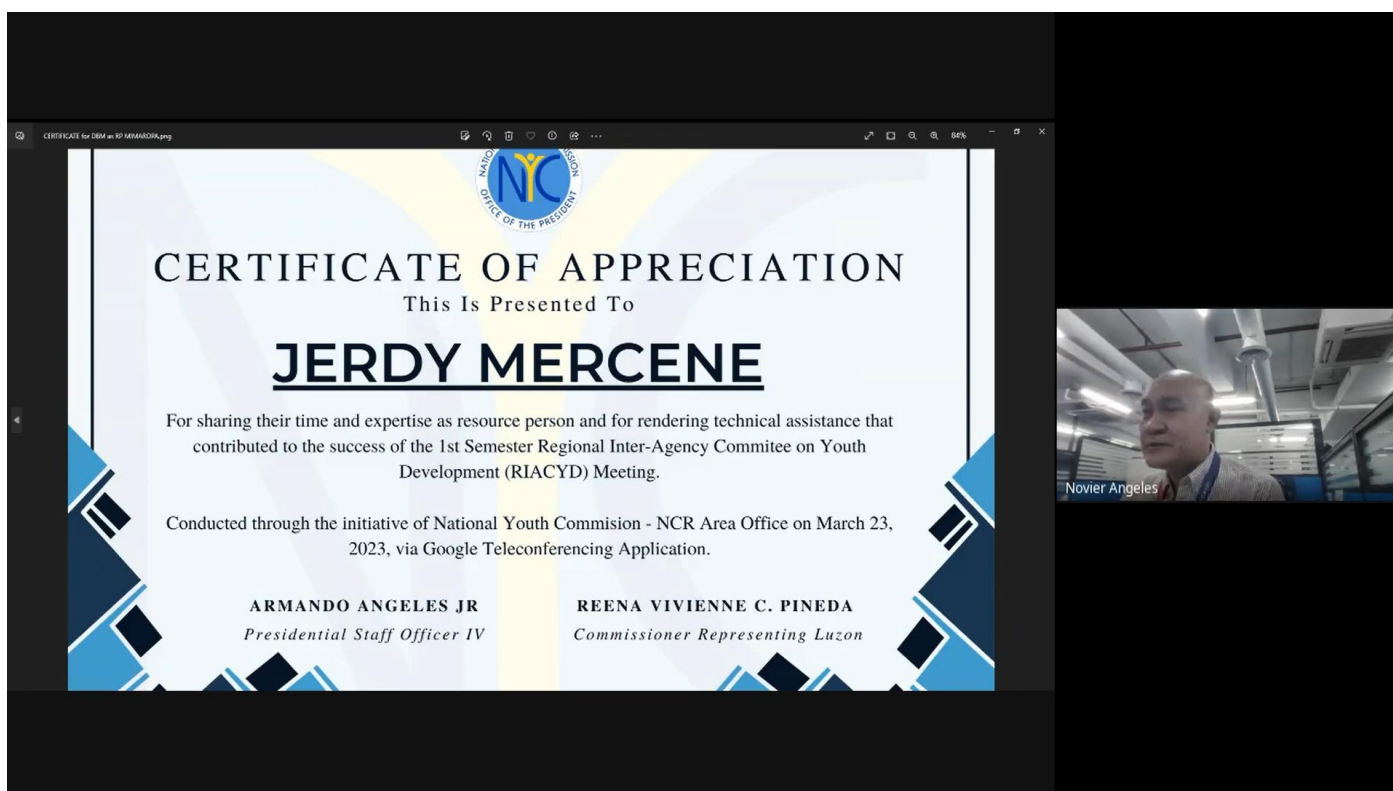 CERTIFICATE for DBM as RP MIMAROPA.png
84%
NYC
OFFICE OF THE PRESIDENT
CERTIFICATE OF APPRECIATION
This Is Presented To
JERDY MERCENE
For sharing their time and expertise as resource person and for rendering technical assistance that
contributed to the success of the 1st Semester Regional Inter-Agency Commitee on Youth
Development (RIACYD) Meeting.
Conducted through the initiative of National Youth Commision - NCR Area Office on March 23,
2023, via Google Teleconferencing Application.
ARMANDO ANGELES JR
REENA VIVIENNE C. PINEDA
Presidential Staff Officer IV
Commissioner Representing Luzon
Novier Angeles